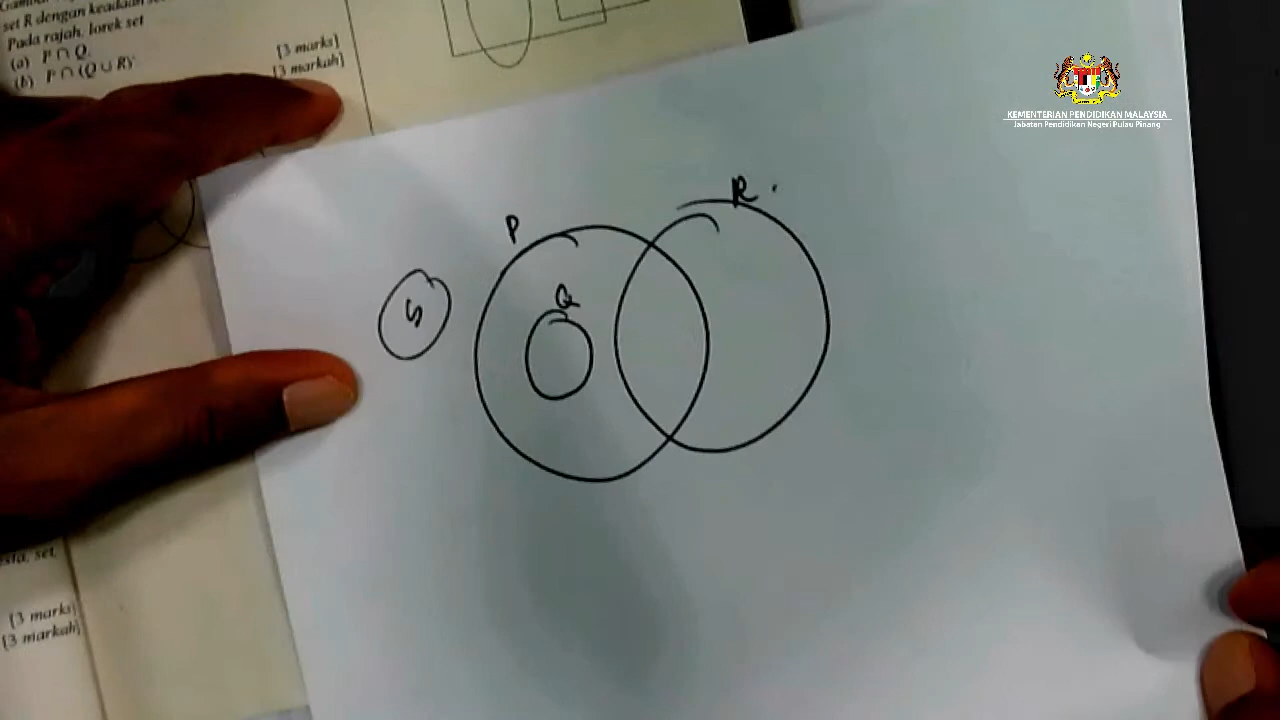 set R dengan keadaan
Pada rajah, lorek set
(a) P ∩ Q
[3 marks]
(b) P ∩ (Q ∪ R)'
[3 markah]
KEMENTERIAN PENDIDIKAN MALAYSIA
Jabatan Pendidikan Negeri Pulau Pinang
R
P
S
Q
set,
[3 marks]
[3 markah]